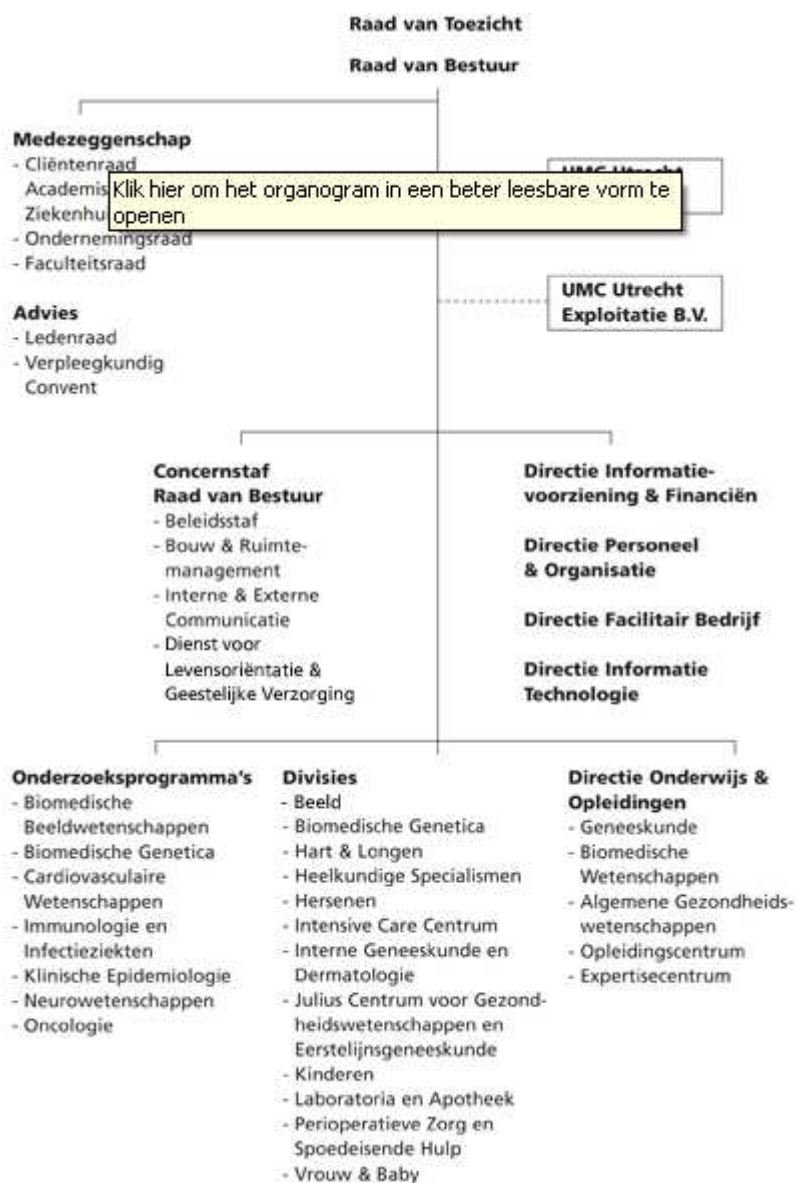 Raad van Toezicht
Raad van Bestuur
Medezeggenschap
- Cliëntenraad
Klik hier om het organogram in een beter leesbare vorm te
openen
- Ondernemingsraad
- Faculteitsraad
Advies
- Ledenraad
- Verpleegkundig
Convent
UMC Utrecht
UMC Utrecht
Exploitatie B.V.
Concernstaf
Raad van Bestuur
- Beleidsstaf
- Bouw & Ruimte-
management
- Interne & Externe
Communicatie
- Dienst voor
Levensoriëntatie &
Geestelijke Verzorging
Directie Informatie-
voorziening & Financiën
Directie Personeel
& Organisatie
Directie Facilitair Bedrijf
Directie Informatie
Technologie
Onderzoeksprogramma's
- Biomedische
Beeldwetenschappen
- Biomedische Genetica
- Cardiovasculaire
Wetenschappen
- Immunologie en
Infectieziekten
- Klinische Epidemiologie
- Neurowetenschappen
- Oncologie
Divisies
- Beeld
- Biomedische Genetica
- Hart & Longen
- Heelkundige Specialismen
- Hersenen
- Intensive Care Centrum
- Interne Geneeskunde en
Dermatologie
- Julius Centrum voor Gezond-
heidswetenschappen en
Eerstelijnsgeneeskunde
- Kinderen
- Laboratoria en Apotheek
- Perioperatieve Zorg en
Spoedeisende Hulp
- Vrouw & Baby
Directie Onderwijs &
Opleidingen
- Geneeskunde
- Biomedische
Wetenschappen
- Algemene Gezondheids-
wetenschappen
- Opleidingscentrum
- Expertisecentrum